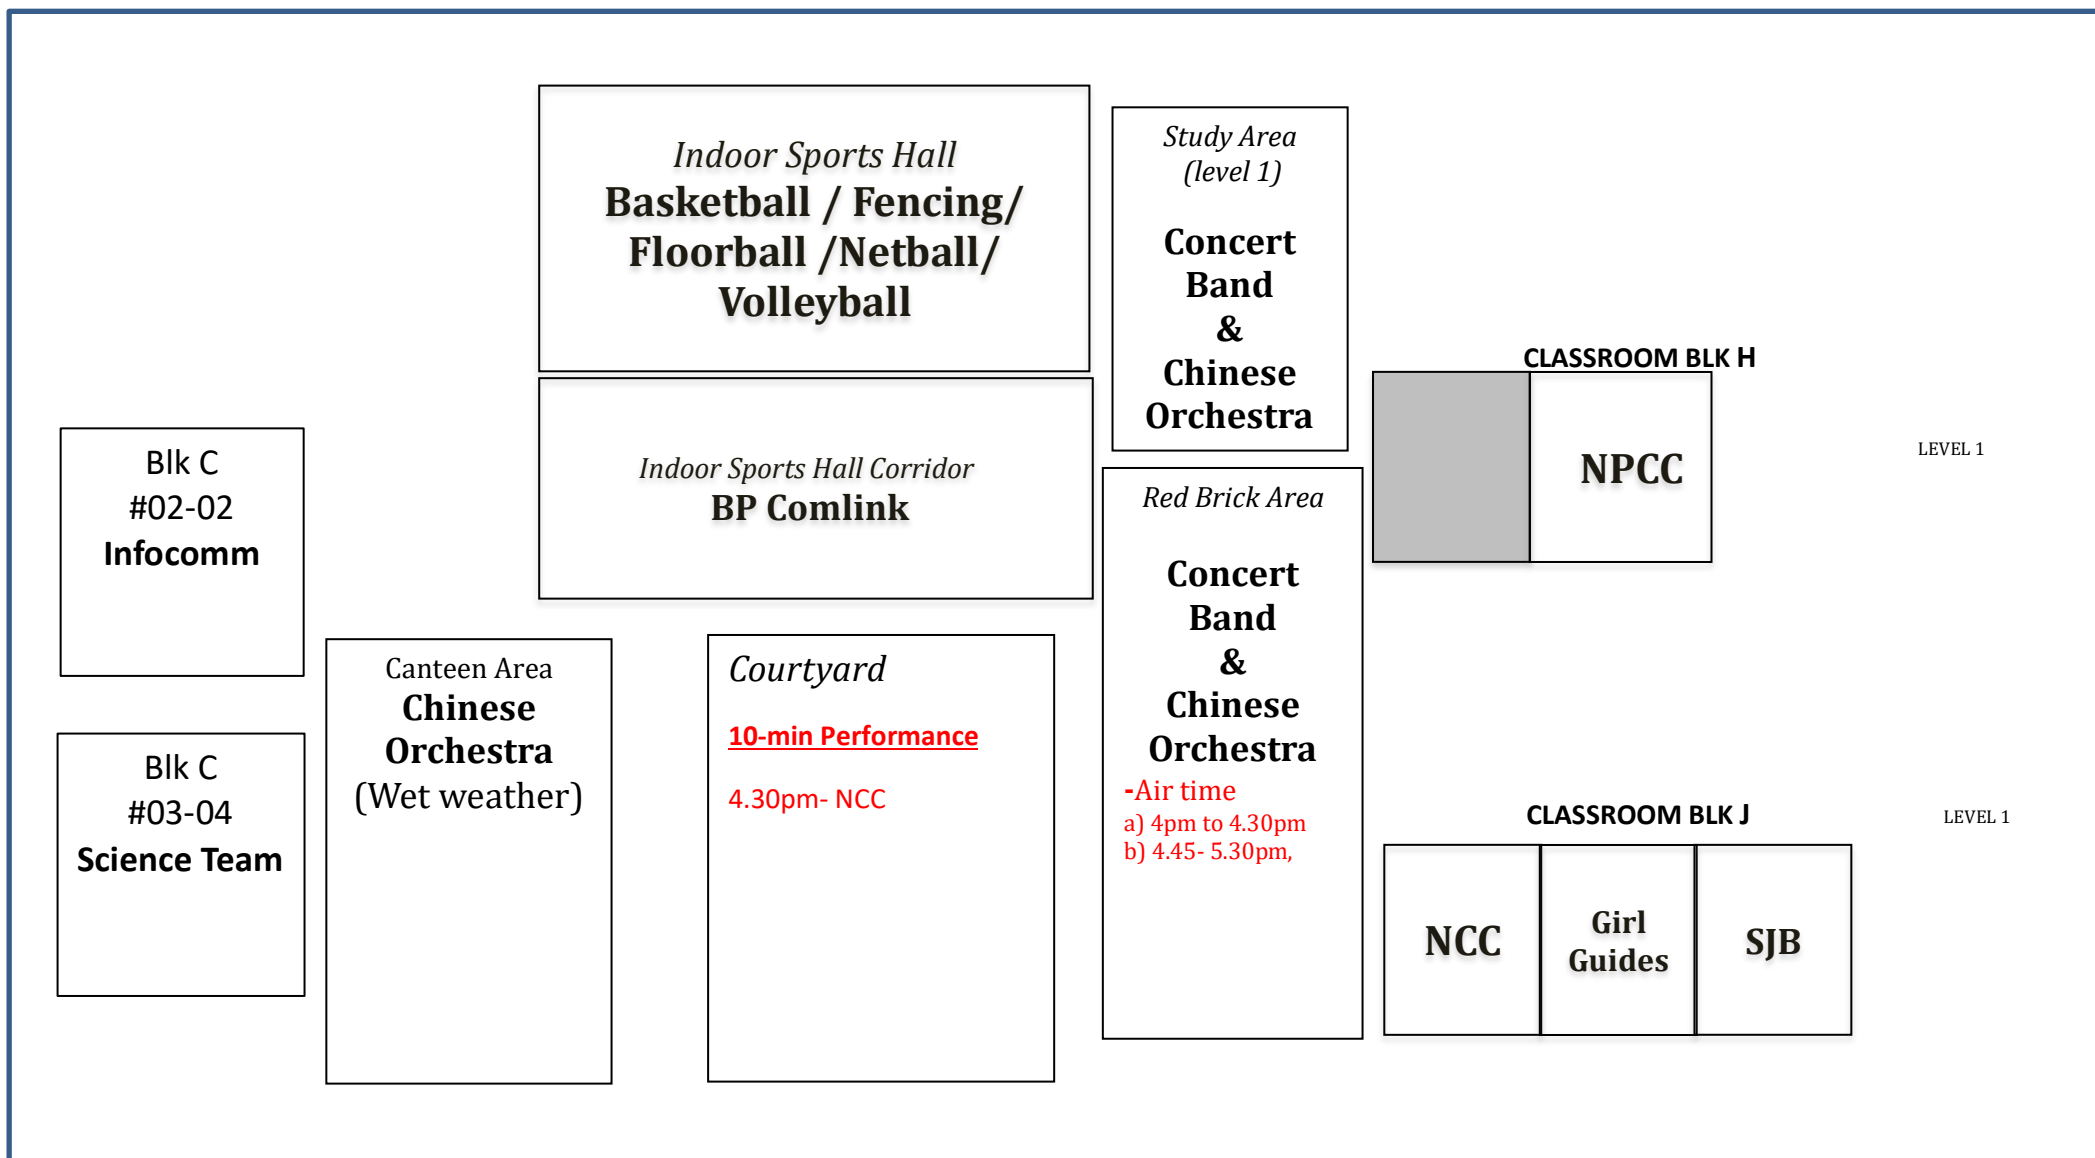 Indoor Sports Hall
Basketball / Fencing/
Floorball /Netball/
Volleyball
Study Area
(level 1)
Concert
Band
&
Chinese
Orchestra
CLASSROOM BLK H
NPCC
LEVEL 1
Blk C
#02-02
Infocomm
Indoor Sports Hall Corridor
BP Comlink
Red Brick Area
Concert
Band
&
Chinese
Orchestra
-Air time
a) 4pm to 4.30pm
b) 4.45- 5.30pm,
Blk C
#03-04
Science Team
Canteen Area
Chinese
Orchestra
(Wet weather)
Courtyard
10-min Performance
4.30pm- NCC
CLASSROOM BLK J
LEVEL 1
NCC
Girl
Guides
SJB